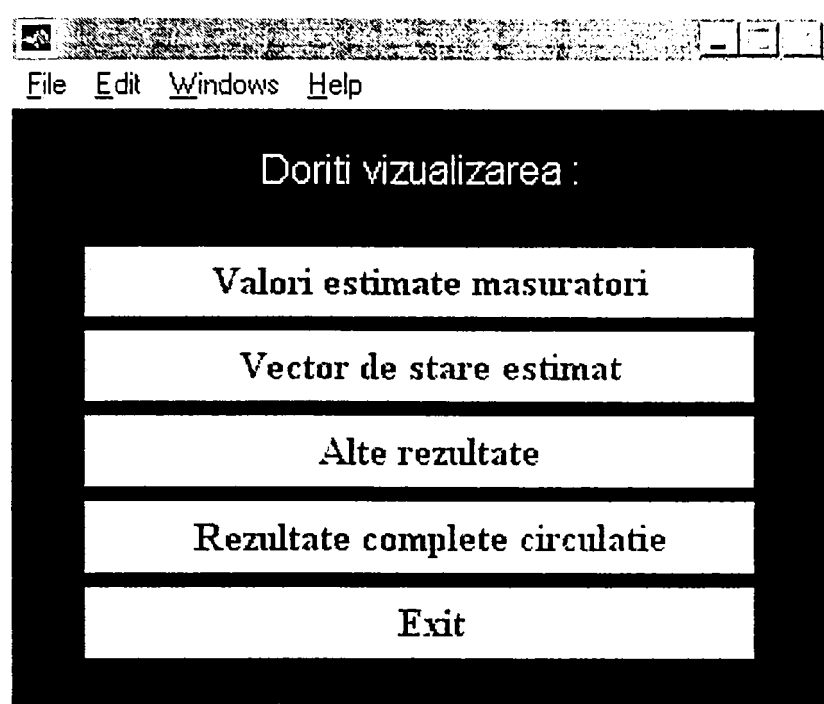 File Edit Windows Help
Doriti vizualizarea :
Valori estimate masuratori
Vector de stare estimat
Alte rezultate
Rezultate complete circulatie
Exit